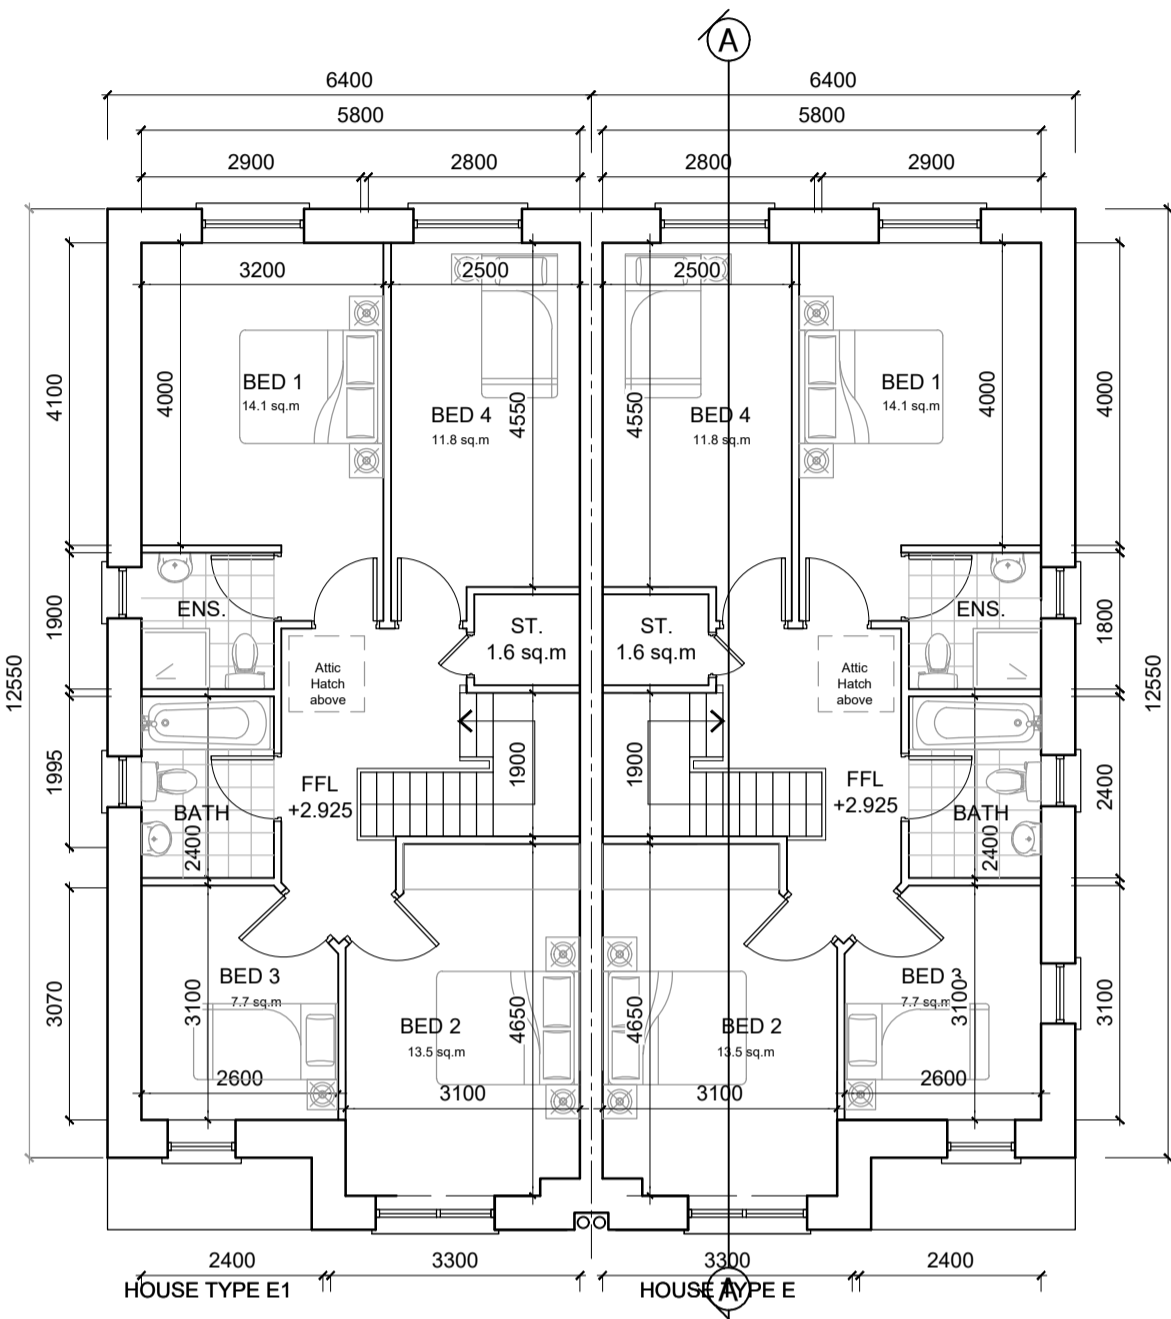 A
6400 6400
5800 5800
2900 2800 2800 2900
3200 2500 2500
4100 4000 BED 1 14.1 sq.m
BED 4 11.8 sq.m 4550
4550 BED 4 11.8 sq.m
BED 1 14.1 sq.m 4000 4000
1900 ENS.
ST.
1.6 sq.m
ST.
1.6 sq.m
ENS. 1800
Attic
Hatch
above
Attic
Hatch
above
12550 12550
1995 BATH 2400
FFL
+2.925
1900 1900
FFL
+2.925
BATH 2400 2400
3070 BED 3 7.7 sq.m 3100
BED 2 13.5 sq.m 4650
4650 BED 2 13.5 sq.m
BED 3 7.7 sq.m 3100 3100
2600 3100 3100 2600
2400 3300 3300 2400
HOUSE TYPE E1
HOUSE TYPE E
A